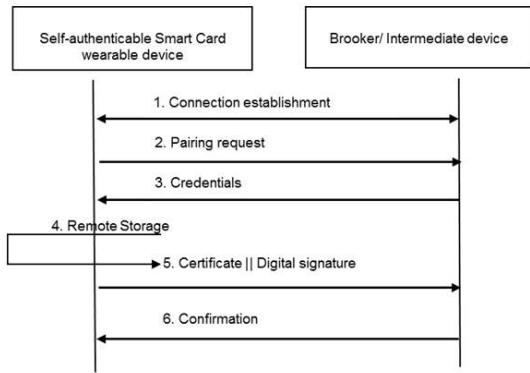 Self-authenticable Smart Card
wearable device
Brooker/ Intermediate device
1. Connection establishment
2. Pairing request
3. Credentials
4. Remote Storage
5. Certificate || Digital signature
6. Confirmation